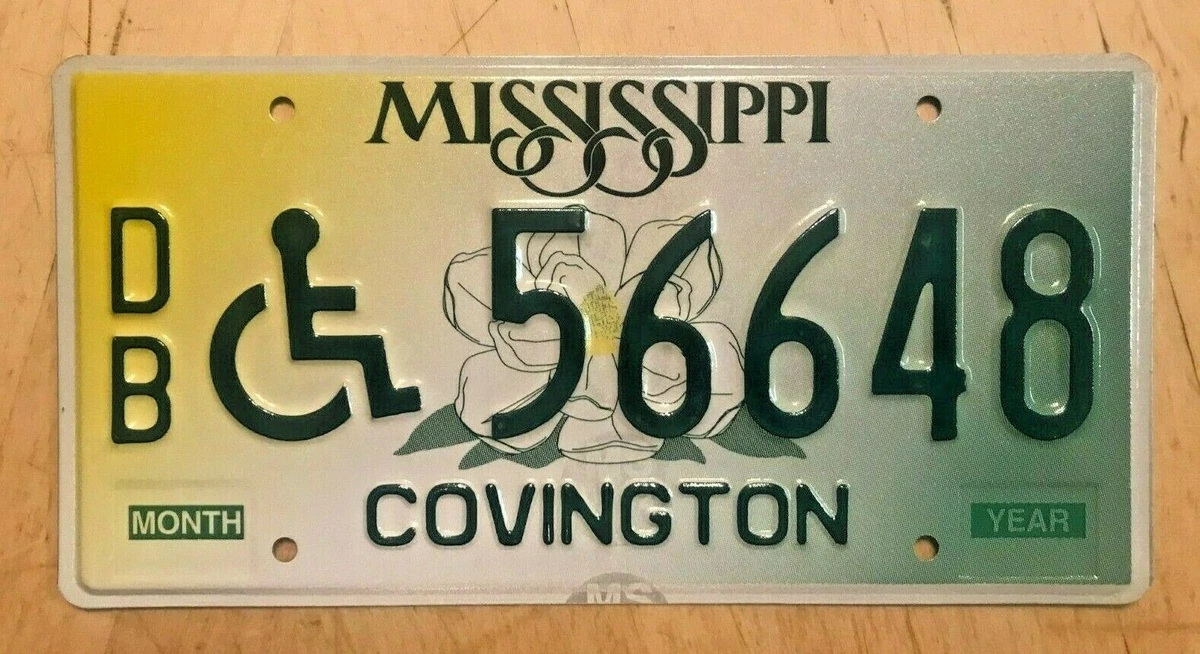 MISSISSIPPI
DB 56648
COVINGTON
MONTH YEAR
MS